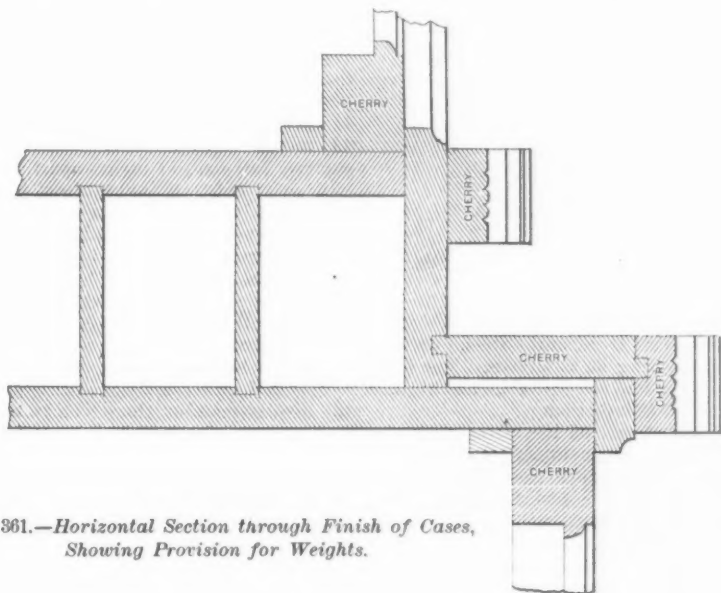 CHERRY
CHERRY
CHERRY
CHERRY
CHERRY
361.—Horizontal Section through Finish of Cases,
Showing Provision for Weights.